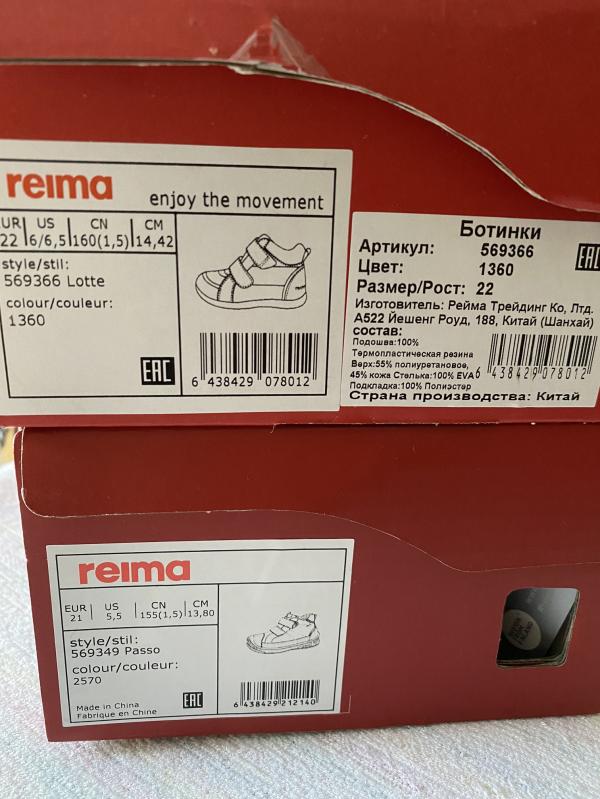 reima
enjoy the movement
EUR US CN CM
22 6/6,5 160(1,5) 14,42
style/stil:
569366 Lotte
colour/couleur:
1360
EAC
6 438429 078012
Ботинки
Артикул: 569366
Цвет: 1360
Размер/Рост: 22
EAC
Изготовитель: Рейма Трейдинг Ко, Лтд.
А522 Йешенг Роуд, 188, Китай (Шанхай)
состав:
Подошва:100%
Термопластическая резина
Верх:55% полиуретановое,
45% кожа Стелька:100% EVA
Подкладка:100% Полиэстер
6 438429 078012
Страна производства: Китай
reima
EUR US CN CM
21 5,5 155(1,5) 13,80
style/stil:
569349 Passo
colour/couleur:
2570
Made in China
Fabrique en Chine
EAC
6 438429 212140